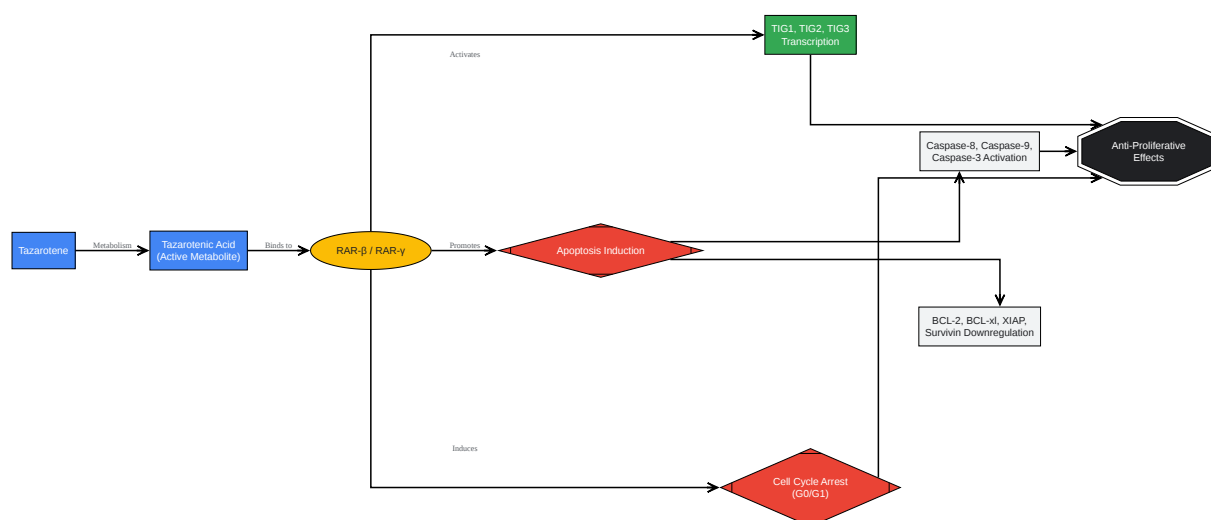 TIG1, TIG2, TIG3
Transcription
Activates
Caspase-8, Caspase-9,
Caspase-3 Activation
Anti-Proliferative
Effects
Tazarotene
Metabolism
Tazarotenic Acid
(Active Metabolite)
Binds to
RAR-β / RAR-γ
Promotes
Apoptosis Induction
BCL-2, BCL-xl, XIAP,
Survivin Downregulation
Induces
Cell Cycle Arrest
(G0/G1)